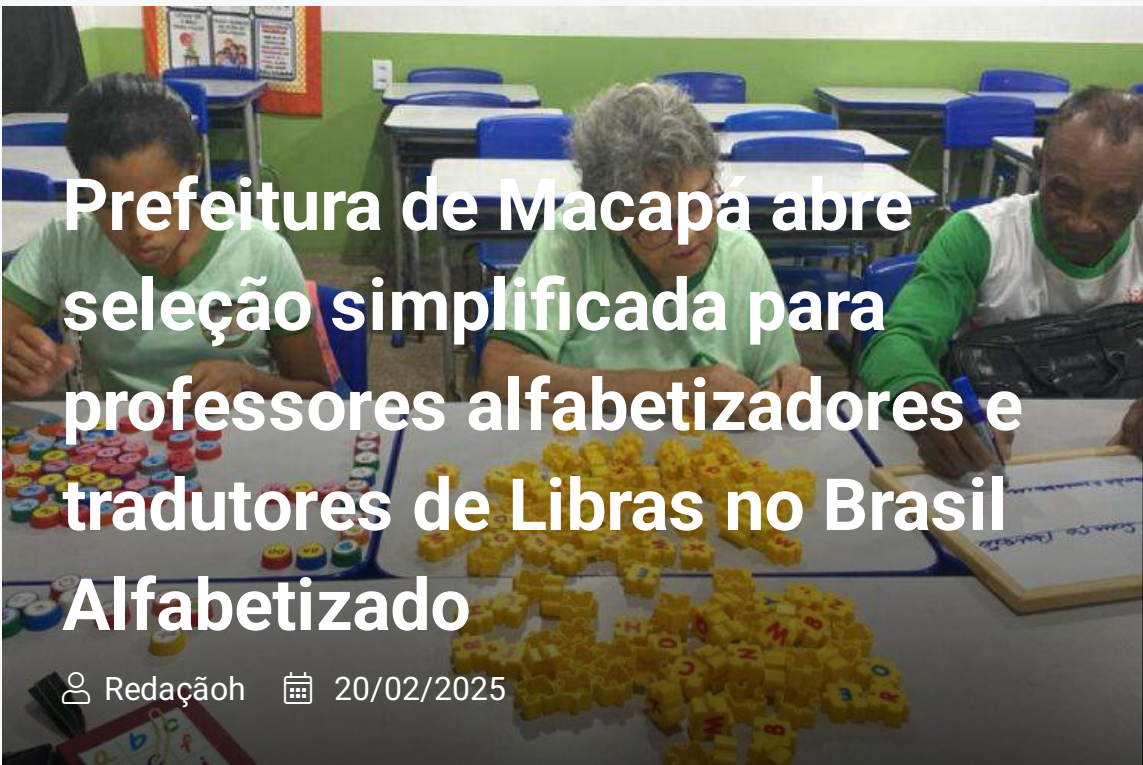 Prefeitura de Macapá abre
seleção simplificada para
professores alfabetizadores e
tradutores de Libras no Brasil
Alfabetizado
Redaçãoh 20/02/2025